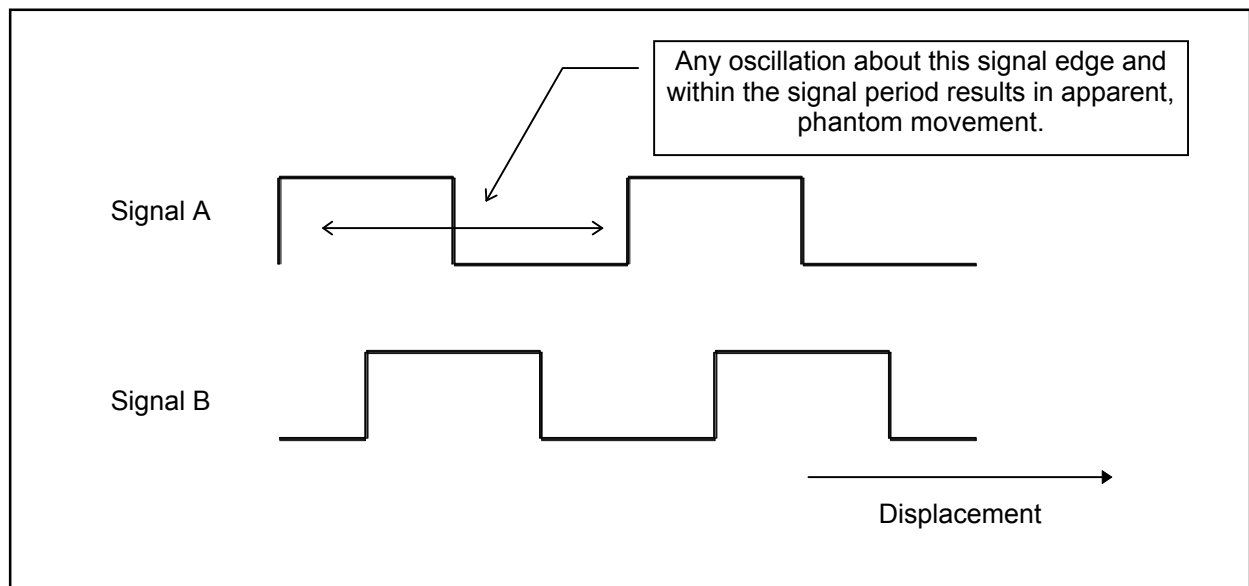 Any oscillation about this signal edge and
within the signal period results in apparent,
phantom movement.
Signal A
Signal B
Displacement